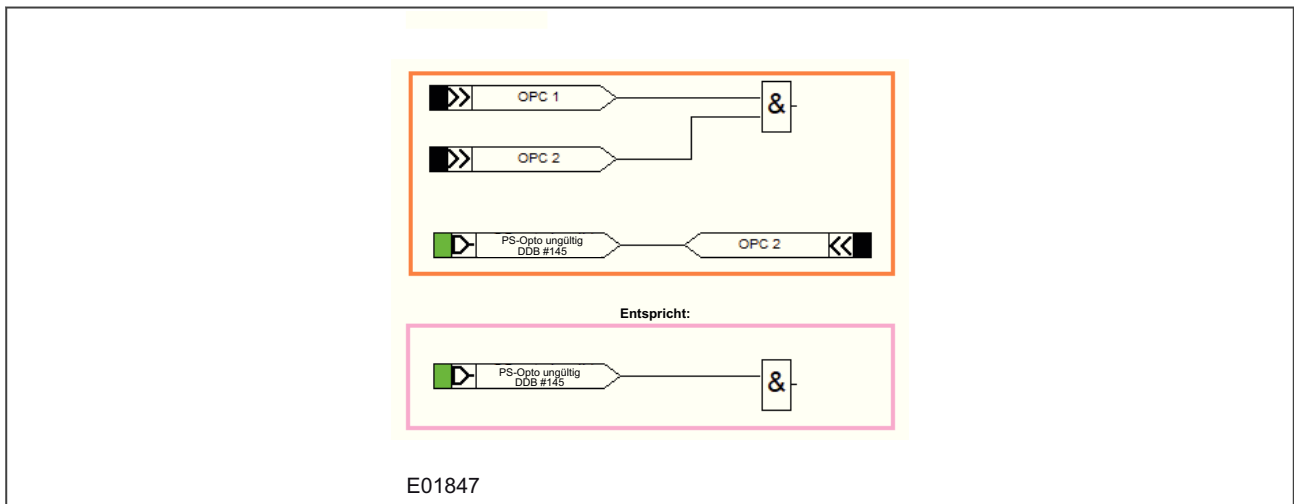 OPC 1
&
OPC 2
PS-Opto ungültig
DDB #145
OPC 2
Entspricht:
PS-Opto ungültig
DDB #145
&
E01847